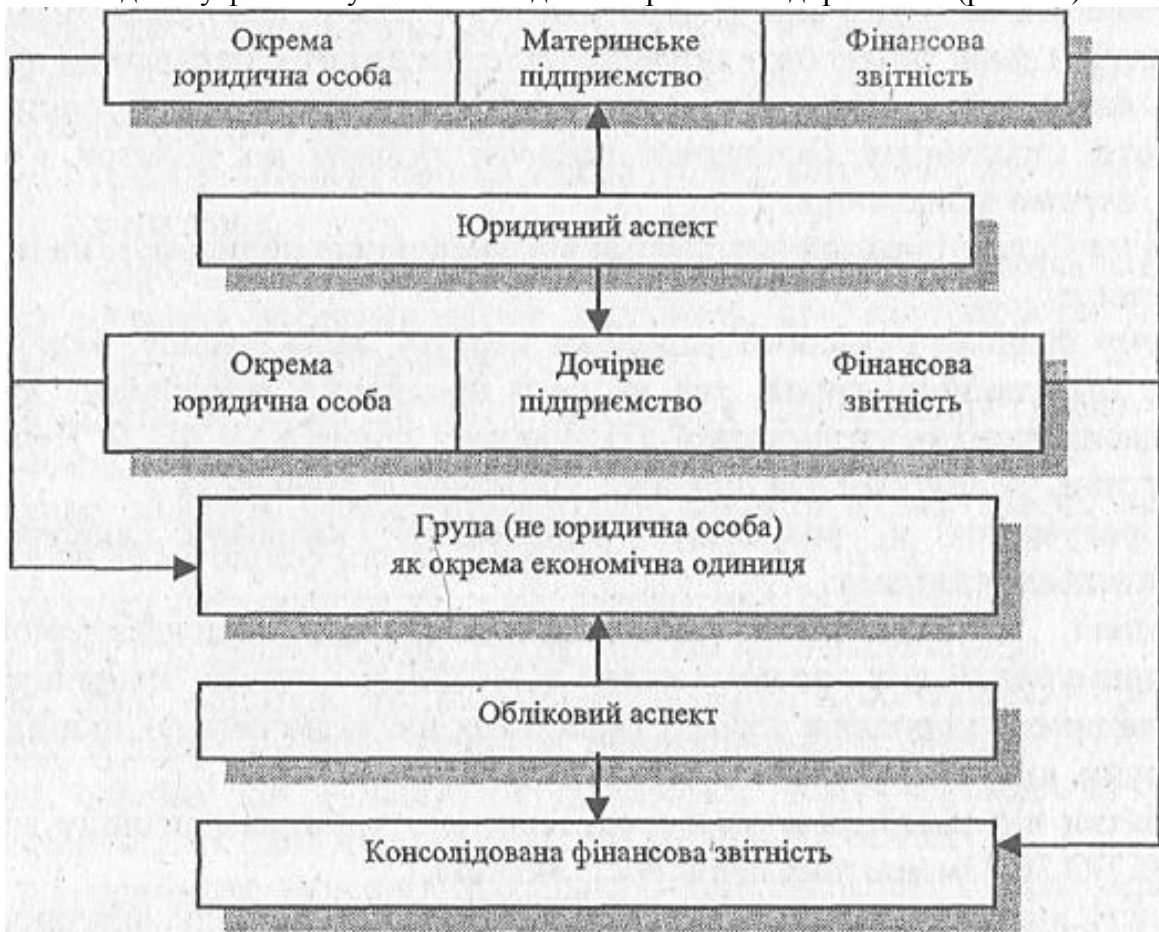 Окрема
юридична особа
Материнське
підприємство
Фінансова
звітність
Юридичний аспект
Окрема
юридична особа
Дочірнє
підприємство
Фінансова
звітність
Група (не юридична особа)
як окрема економічна одиниця
Обліковий аспект
Консолідована фінансова звітність